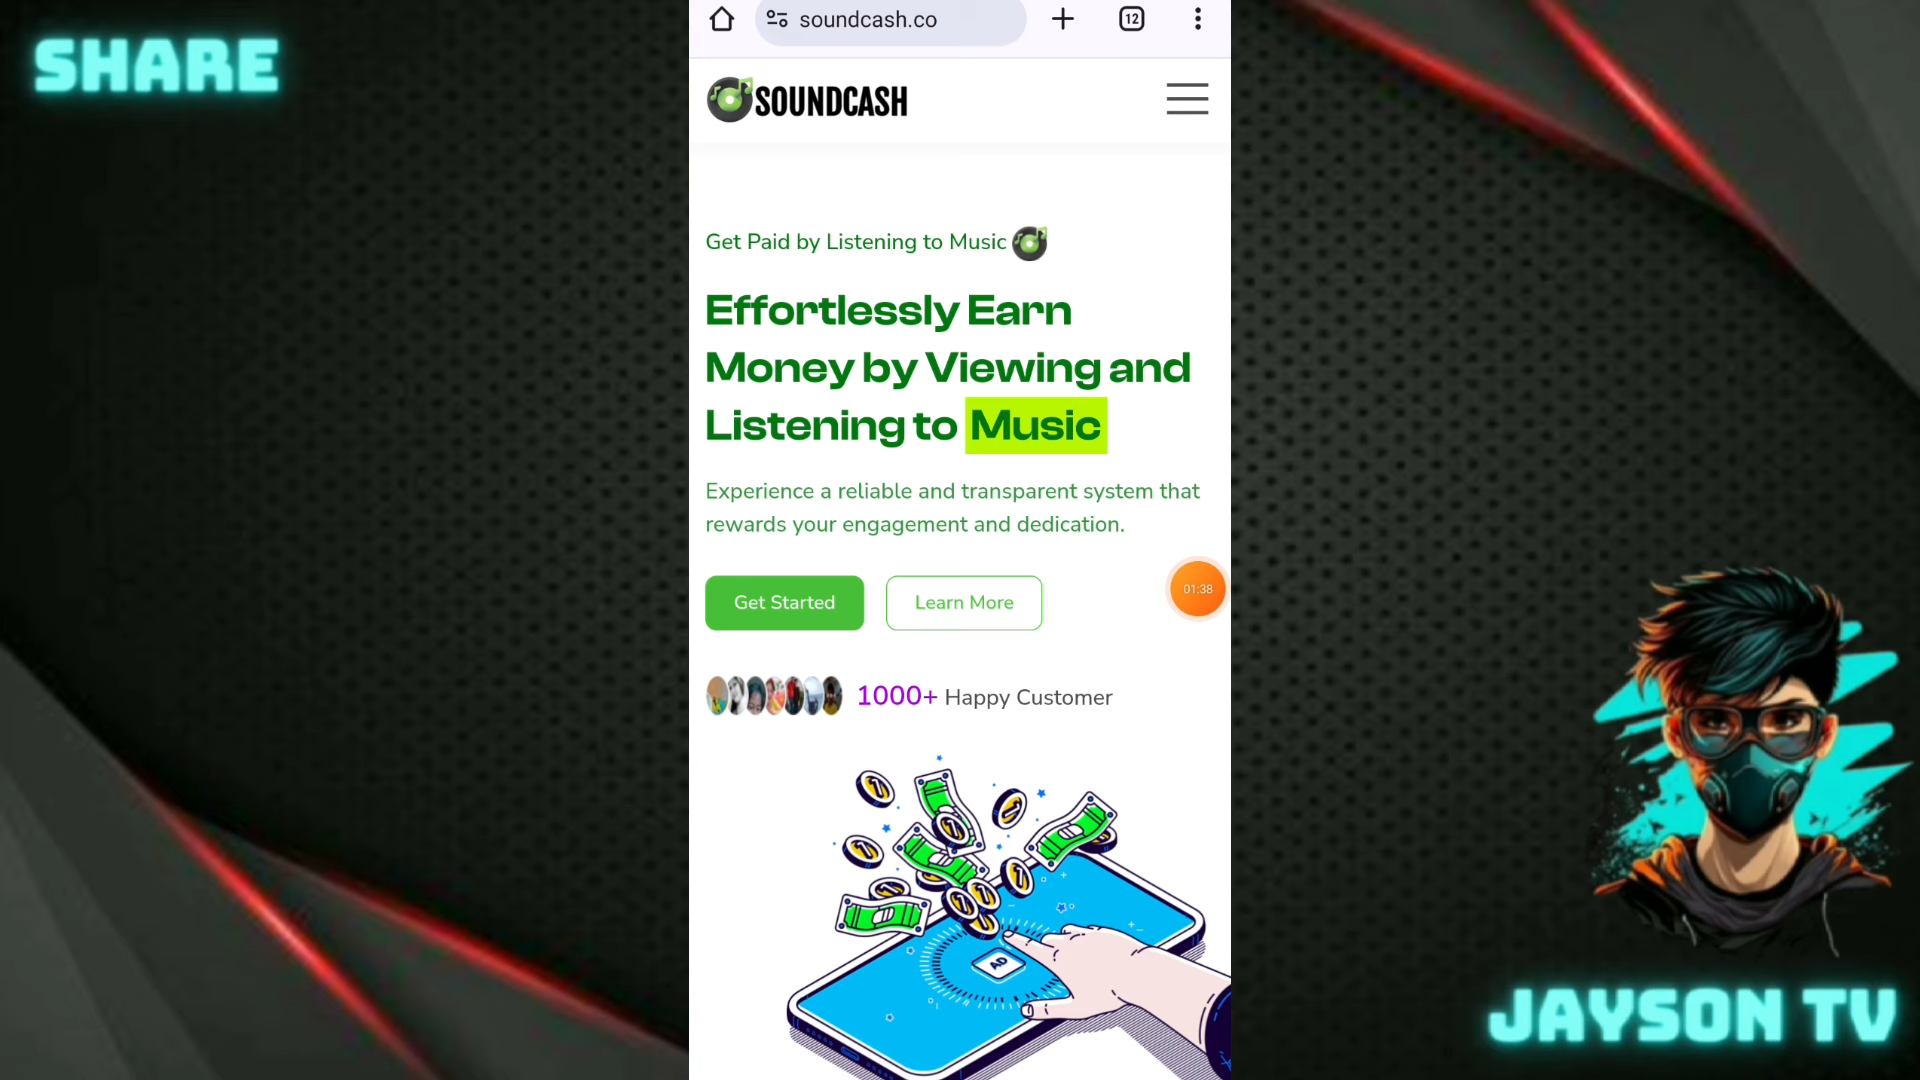 SHARE
soundcash.co
12
SOUNDCASH
Get Paid by Listening to Music
Effortlessly Earn
Money by Viewing and
Listening to Music
Experience a reliable and transparent system that
rewards your engagement and dedication.
Get Started
Learn More
01:38
1000+ Happy Customer
AD
JAYSON TV